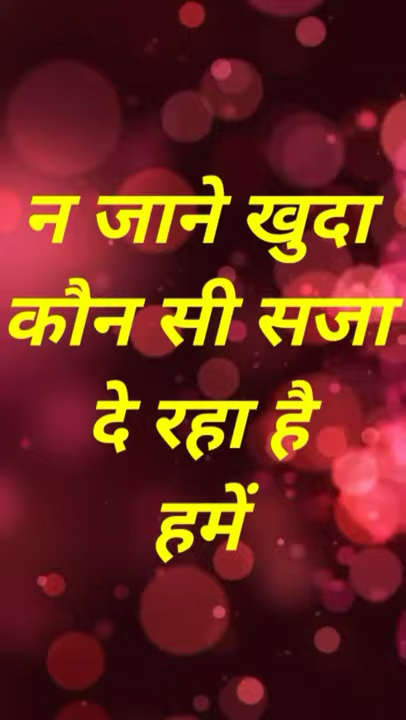 न जाने खुदा
कौन सी सजा
दे रहा है
हमें